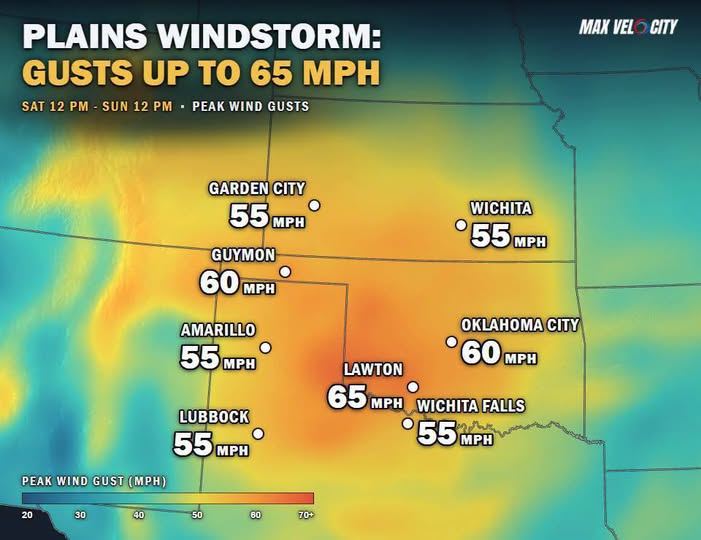 PLAINS WINDSTORM:
GUSTS UP TO 65 MPH
SAT 12 PM - SUN 12 PM • PEAK WIND GUSTS
MAX VELOCITY
GARDEN CITY
55 MPH
WICHITA
55 MPH
GUYMON
60 MPH
AMARILLO
55 MPH
OKLAHOMA CITY
60 MPH
LAWTON
65 MPH
WICHITA FALLS
55 MPH
LUBBOCK
55 MPH
PEAK WIND GUST (MPH)
20 30 40 50 60 70+